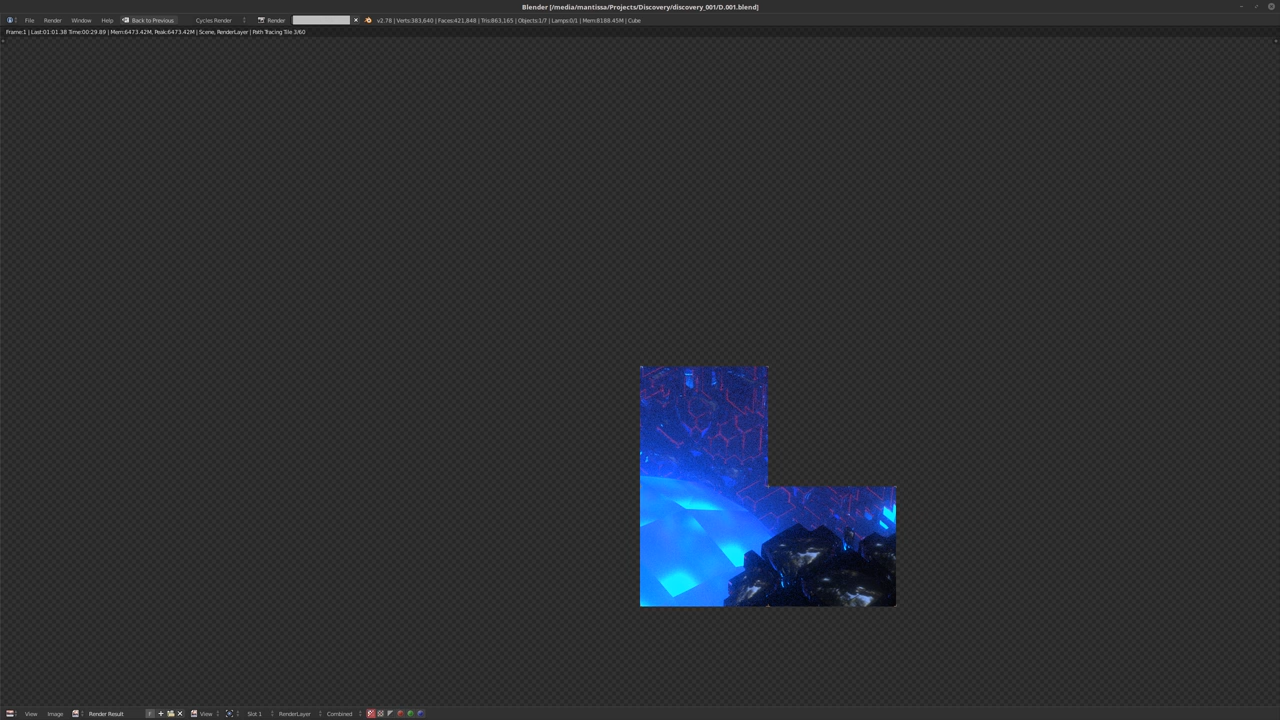 Blender [/media/mantissa/Projects/Discovery/discovery_001/D.001.blend]
File Render Window Help Back to Previous Cycles Render Render v2.78 | Verts:383,640 | Faces:421,848 | Tris:863,165 | Objects:1/7 | Lamps:0/1 | Mem:8188.45M | Cube
Frame:1 | Last:01:01.38 Time:00:29.89 | Mem:6473.42M, Peak:6473.42M | Scene, RenderLayer | Path Tracing Tile 3/60
View Image Render Result F View Slot 1 RenderLayer Combined